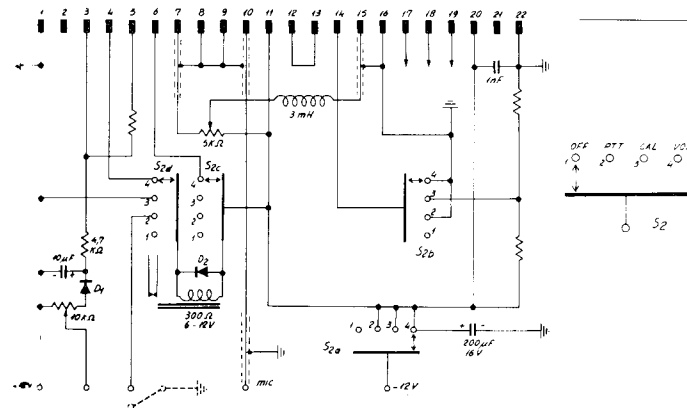 1 2 3 4 5 6 7 8 9 10 11 12 13 14 15 16 17 18 19 20 21 22
1nF
3 mH
5KΩ
OFF PTT CAL VOX
1 2 3 4
S2d S2c
4 4
3 3
2 2
1 1
4
3
2
1
S2b
S2
4,7
KΩ
10µF
- +
D2
D1
10KΩ
300Ω
6-12V
1 2 3 4
+ -
200µF
16V
S2a
mic
-12V